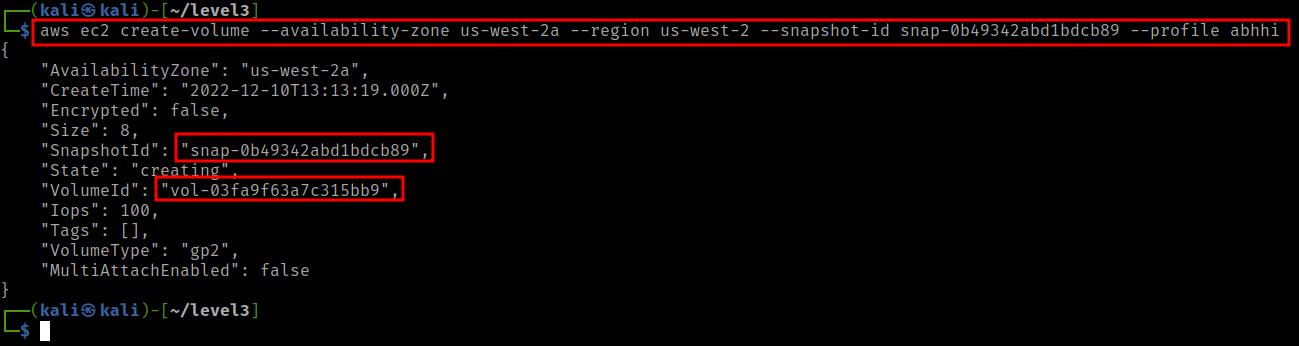 (kali㉿kali)-[~/level3]
$ aws ec2 create-volume --availability-zone us-west-2a --region us-west-2 --snapshot-id snap-0b49342abd1bdcb89 --profile abhhi
{
    "AvailabilityZone": "us-west-2a",
    "CreateTime": "2022-12-10T13:13:19.000Z",
    "Encrypted": false,
    "Size": 8,
    "SnapshotId": "snap-0b49342abd1bdcb89",
    "State": "creating",
    "VolumeId": "vol-03fa9f63a7c315bb9",
    "Iops": 100,
    "Tags": [],
    "VolumeType": "gp2",
    "MultiAttachEnabled": false
}
(kali㉿kali)-[~/level3]
$